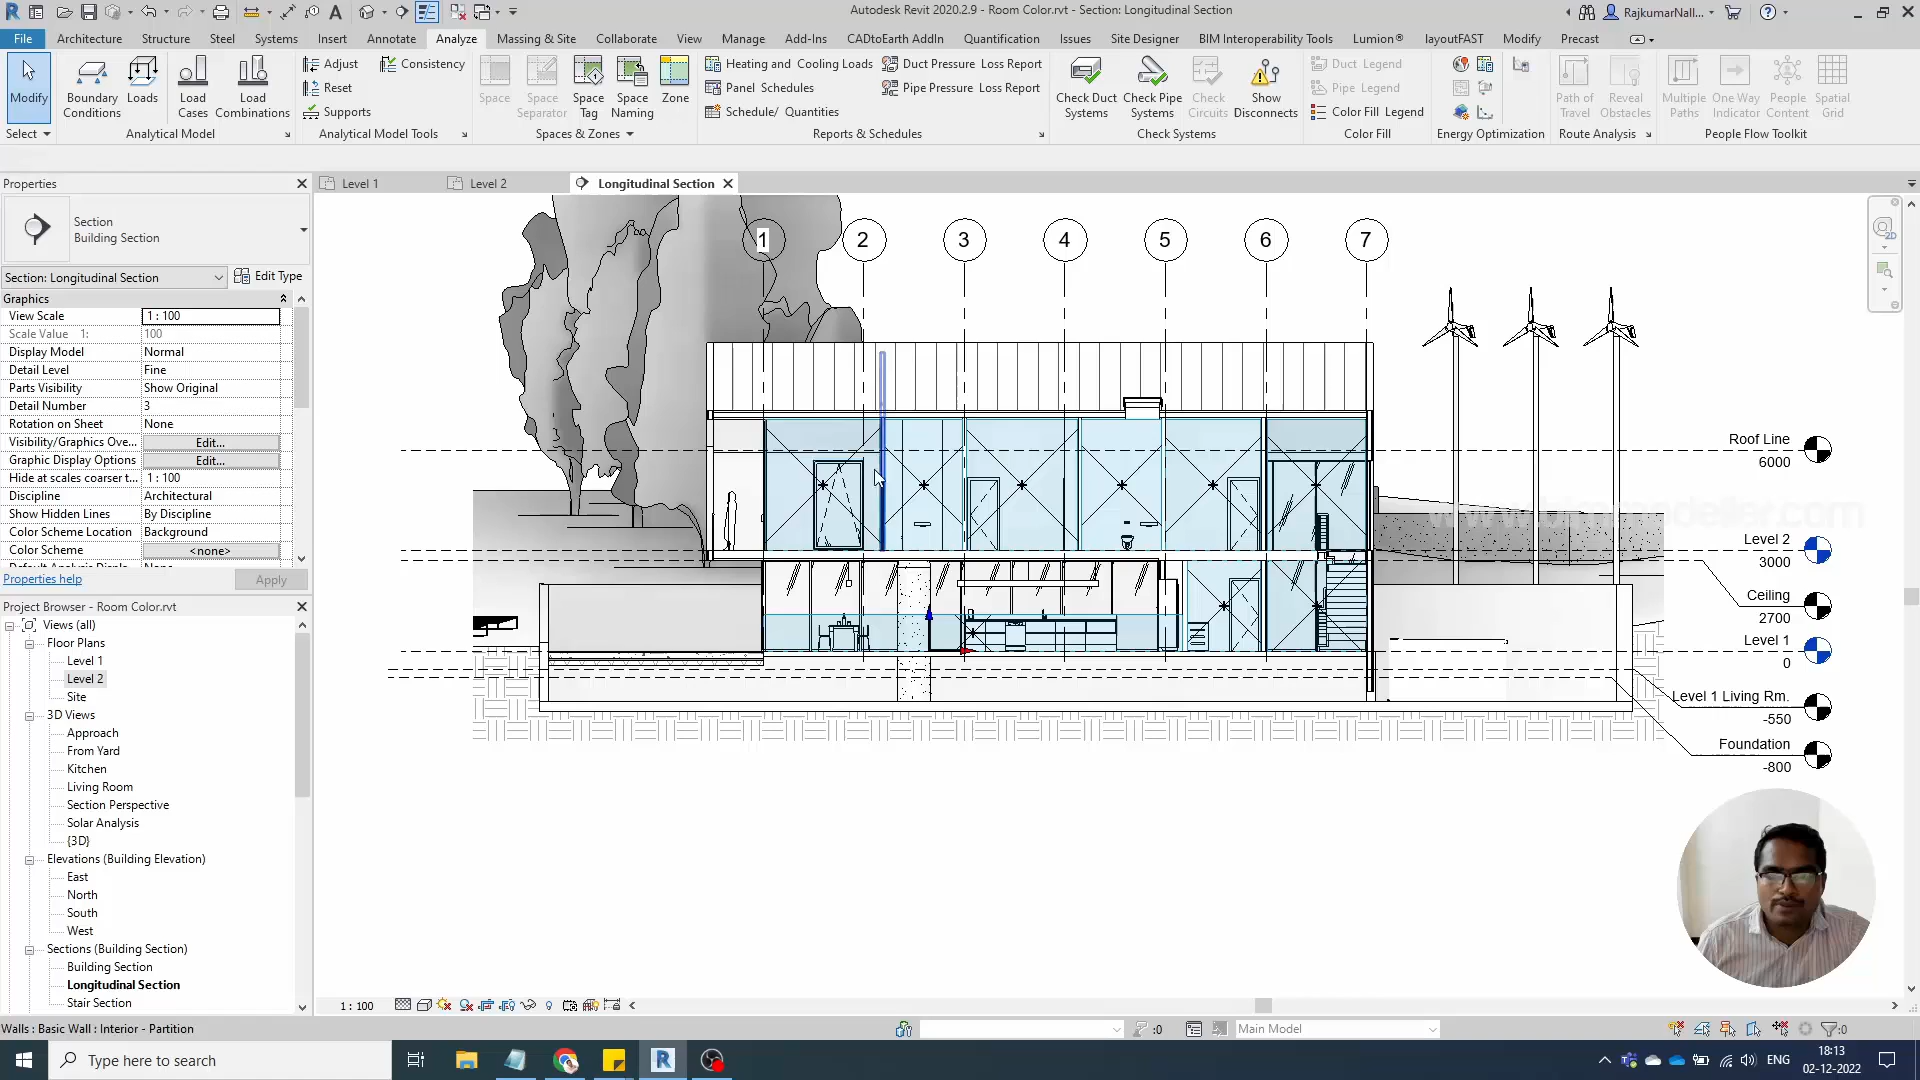 Autodesk Revit 2020.2.9 - Room Color.rvt - Section: Longitudinal Section
RajkumarNall...
File Architecture Structure Steel Systems Insert Annotate Analyze Massing & Site Collaborate View Manage Add-Ins CADtoEarth AddIn Quantification Issues Site Designer BIM Interoperability Tools Lumion® layoutFAST Modify Precast
Modify
Boundary Conditions
Loads
Load Cases
Load Combinations
Adjust
Reset
Supports
Consistency
Space
Space Separator
Space Tag
Space Naming
Zone
Heating and Cooling Loads
Panel Schedules
Schedule/ Quantities
Duct Pressure Loss Report
Pipe Pressure Loss Report
Check Duct Systems
Check Pipe Systems
Check Circuits
Show Disconnects
Duct Legend
Pipe Legend
Color Fill Legend
Path of Travel
Reveal Obstacles
Multiple Paths
One Way Indicator
People Content
Spatial Grid
Select Analytical Model Analytical Model Tools Spaces & Zones Reports & Schedules Check Systems Color Fill Energy Optimization Route Analysis People Flow Toolkit
Properties
Level 1 Level 2 Longitudinal Section
Section
Building Section
Section: Longitudinal Section Edit Type
Graphics
View Scale 1 : 100
Scale Value 1: 100
Display Model Normal
Detail Level Fine
Parts Visibility Show Original
Detail Number 3
Rotation on Sheet None
Visibility/Graphics Ove... Edit...
Graphic Display Options Edit...
Hide at scales coarser t... 1 : 100
Discipline Architectural
Show Hidden Lines By Discipline
Color Scheme Location Background
Color Scheme <none>
Properties help Apply
Project Browser - Room Color.rvt
Views (all)
Floor Plans
Level 1
Level 2
Site
3D Views
Approach
From Yard
Kitchen
Living Room
Section Perspective
Solar Analysis
{3D}
Elevations (Building Elevation)
East
North
South
West
Sections (Building Section)
Building Section
Longitudinal Section
Stair Section
1 2 3 4 5 6 7
Roof Line
6000
Level 2
3000
Ceiling
2700
Level 1
0
Level 1 Living Rm.
-550
Foundation
-800
1 : 100
Walls : Basic Wall : Interior - Partition
:0
Main Model
:0
Type here to search
ENG
18:13
02-12-2022